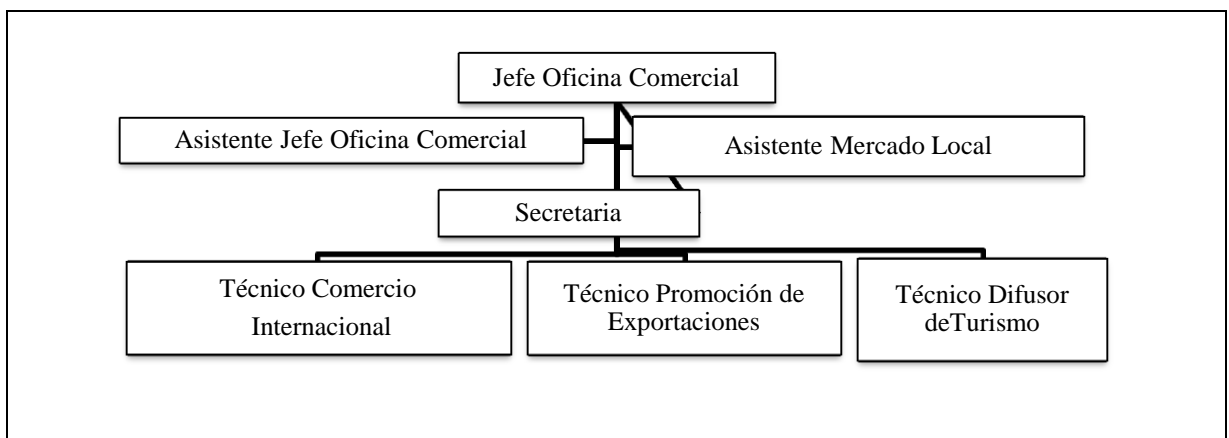 Jefe Oficina Comercial
Asistente Jefe Oficina Comercial
Asistente Mercado Local
Secretaria
Técnico Comercio
Internacional
Técnico Promoción de
Exportaciones
Técnico Difusor
deTurismo